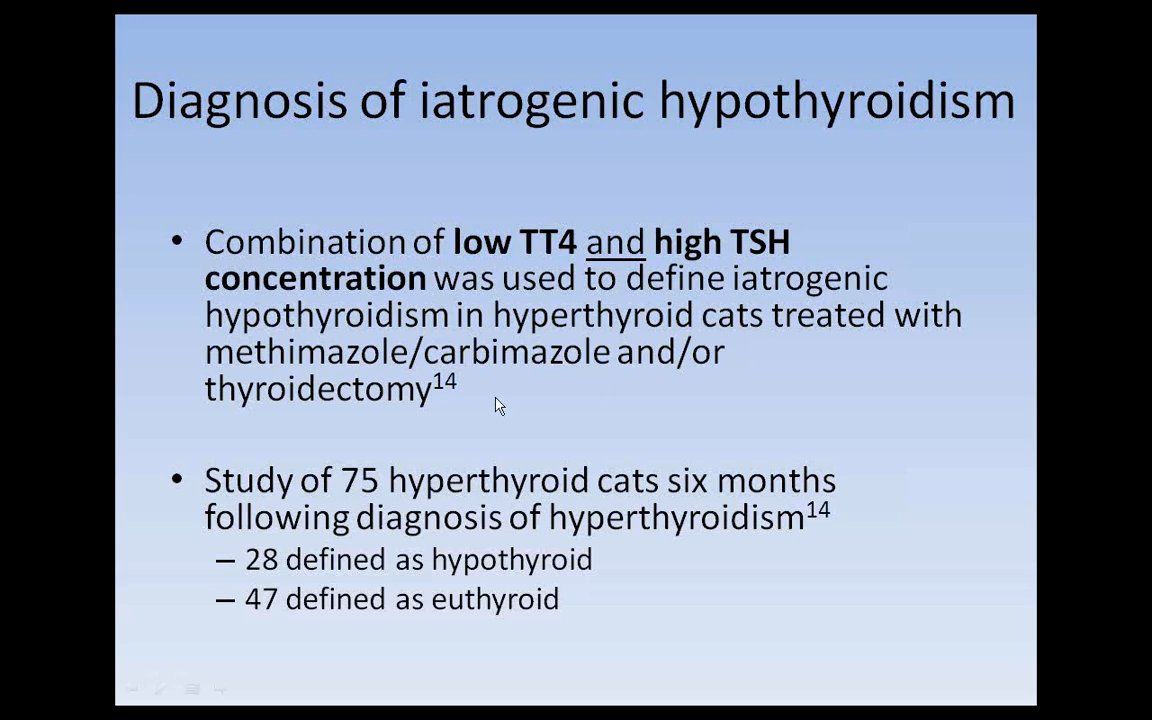 Diagnosis of iatrogenic hypothyroidism
• Combination of low TT4 and high TSH
concentration was used to define iatrogenic
hypothyroidism in hyperthyroid cats treated with
methimazole/carbimazole and/or
thyroidectomy¹⁴
• Study of 75 hyperthyroid cats six months
following diagnosis of hyperthyroidism¹⁴
– 28 defined as hypothyroid
– 47 defined as euthyroid